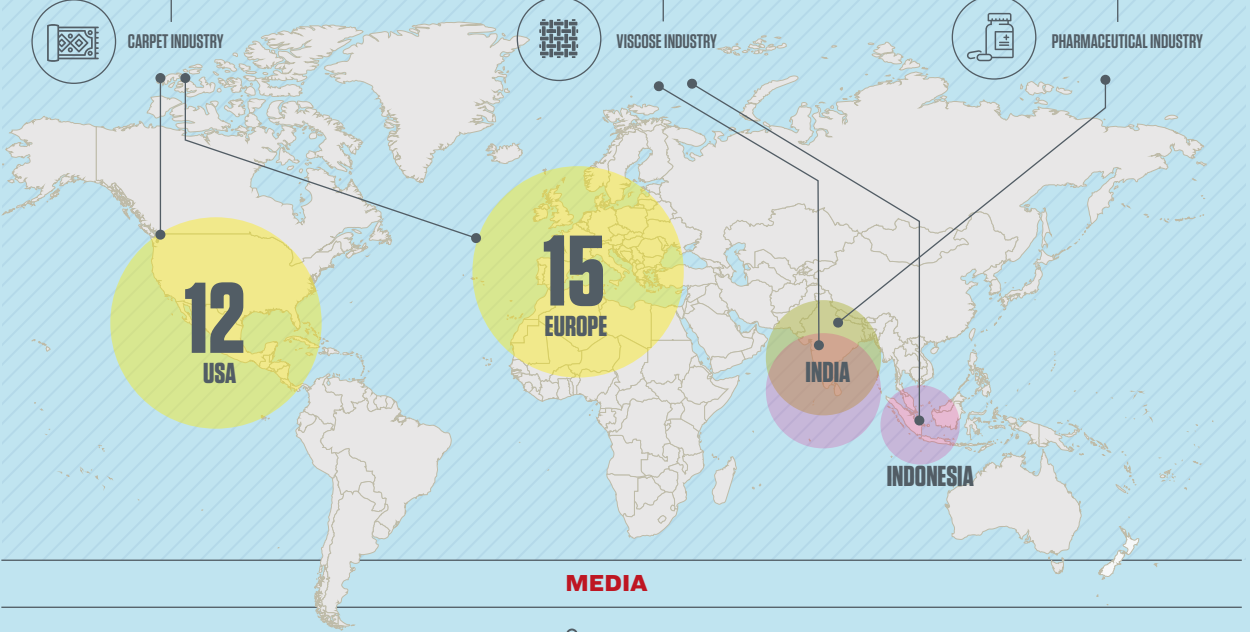 CARPET INDUSTRY
VISCOSE INDUSTRY
PHARMACEUTICAL INDUSTRY
12
USA
15
EUROPE
INDIA
INDONESIA
MEDIA